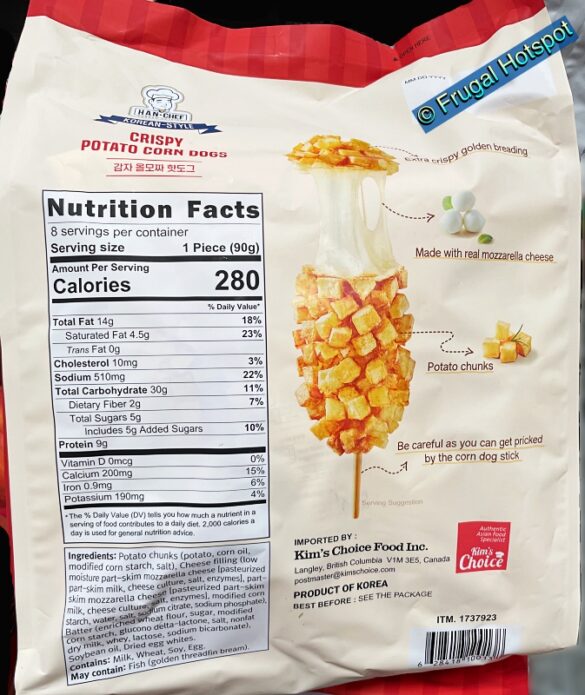 OPEN HERE
MM DD YYYY
© Frugal Hotspot
HAN-CHEF
KOREAN-STYLE
CRISPY
POTATO CORN DOGS
감자 올모짜 핫도그
Nutrition Facts
8 servings per container
Serving size 1 Piece (90g)
Amount Per Serving
Calories 280
% Daily Value*
Total Fat 14g 18%
Saturated Fat 4.5g 23%
Trans Fat 0g
Cholesterol 10mg 3%
Sodium 510mg 22%
Total Carbohydrate 30g 11%
Dietary Fiber 2g 7%
Total Sugars 5g
Includes 5g Added Sugars 10%
Protein 9g
Vitamin D 0mcg 0%
Calcium 200mg 15%
Iron 0.9mg 6%
Potassium 190mg 4%
*The % Daily Value (DV) tells you how much a nutrient in a
serving of food contributes to a daily diet. 2,000 calories a
day is used for general nutrition advice.
Ingredients: Potato chunks (potato, corn oil,
modified corn starch, salt), Cheese filling (low
moisture part-skim mozzarella cheese [pasteurized
part-skim milk, cheese culture, salt, enzymes], part-
skim mozzarella cheese [pasteurized part-skim
milk, cheese culture, salt, enzymes], modified corn
starch, water, salt, sodium citrate, sodium phosphate),
Batter (enriched wheat flour, sugar, modified
corn starch, glucono delta-lactone, salt, nonfat
dry milk, whey, lactose, sodium bicarbonate),
Soybean oil, Dried egg whites.
Contains: Milk, Wheat, Soy, Egg.
May contain: Fish (golden threadfin bream).
Extra crispy golden breading
Made with real mozzarella cheese
Potato chunks
Be careful as you can get pricked
by the corn dog stick
Serving Suggestion
IMPORTED BY :
Kim's Choice Food Inc.
Langley, British Columbia V1M 3E5, Canada
postmaster@kimschoice.com
PRODUCT OF KOREA
BEST BEFORE : SEE THE PACKAGE
Authentic
Asian Food
Specialist
Kim's
Choice
ITM. 1737923